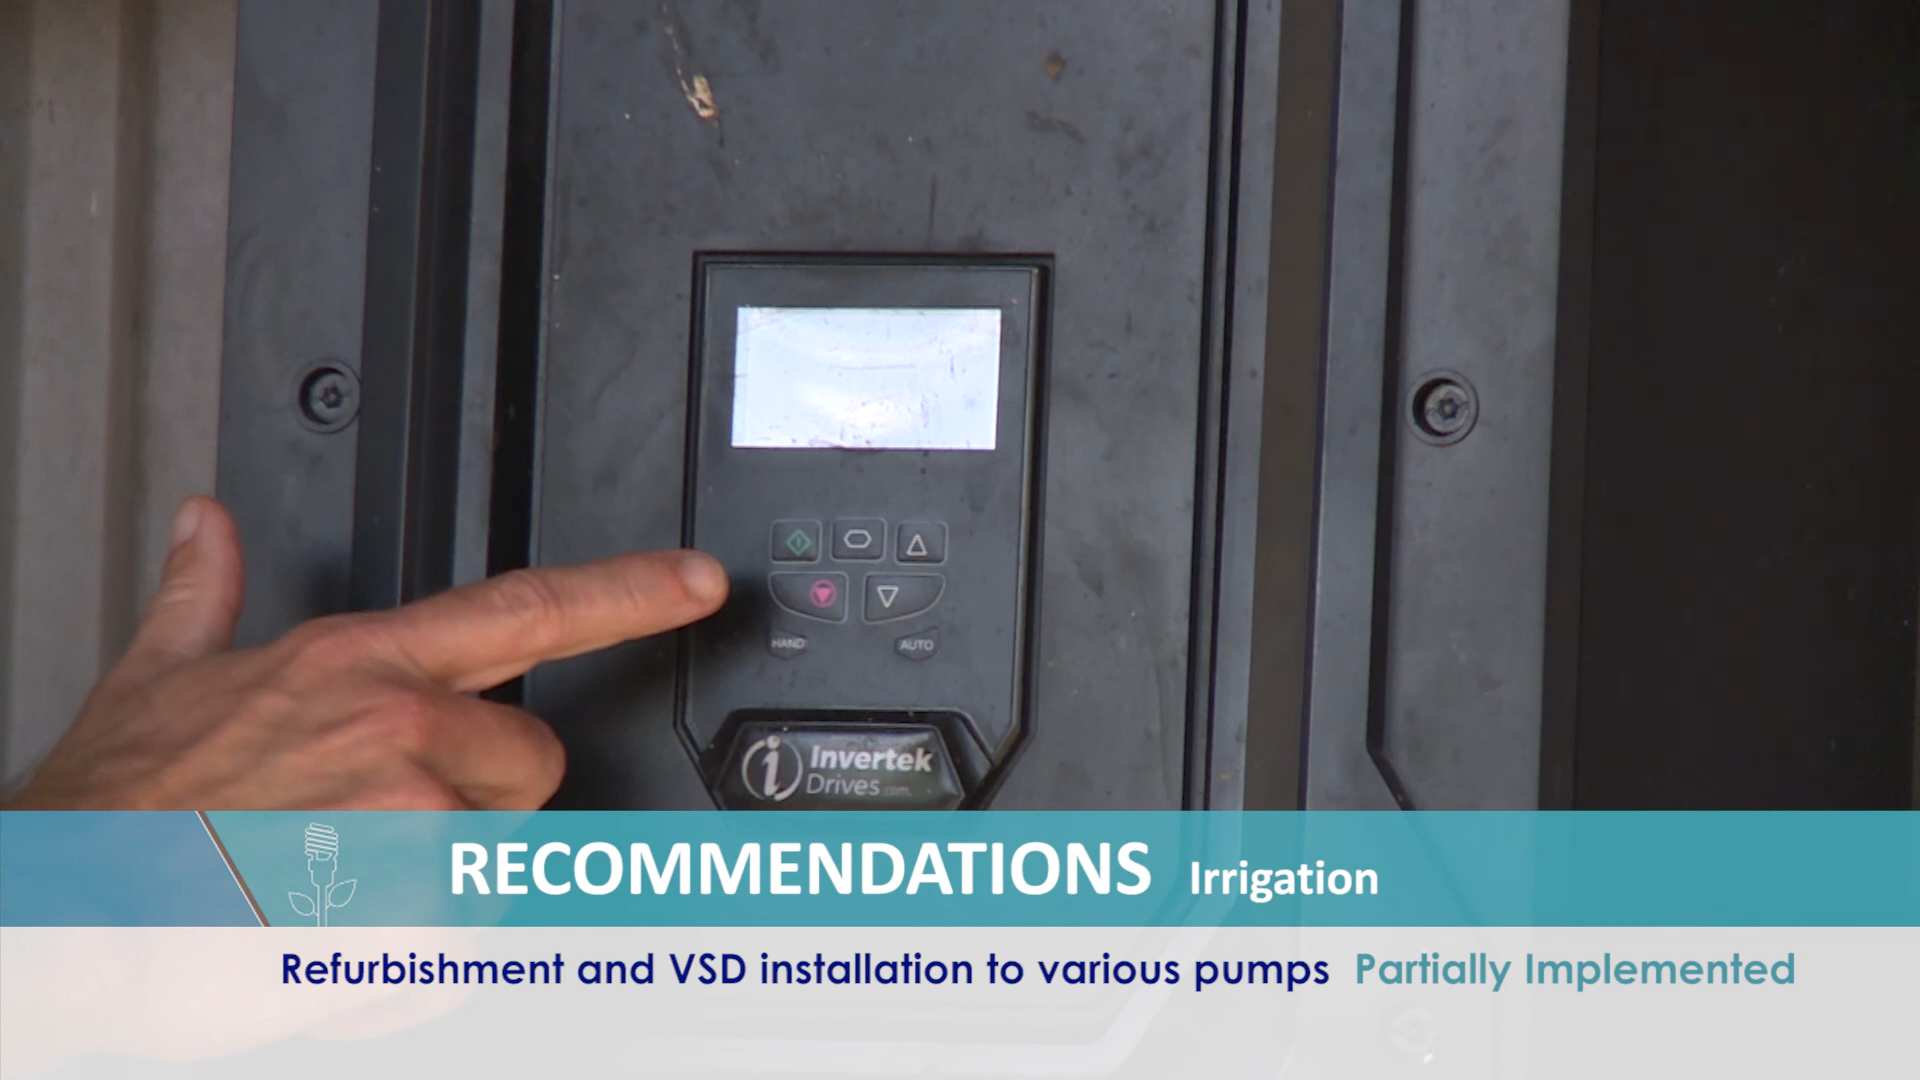 HAND AUTO
Invertek
Drives.com
RECOMMENDATIONS Irrigation
Refurbishment and VSD installation to various pumps Partially Implemented